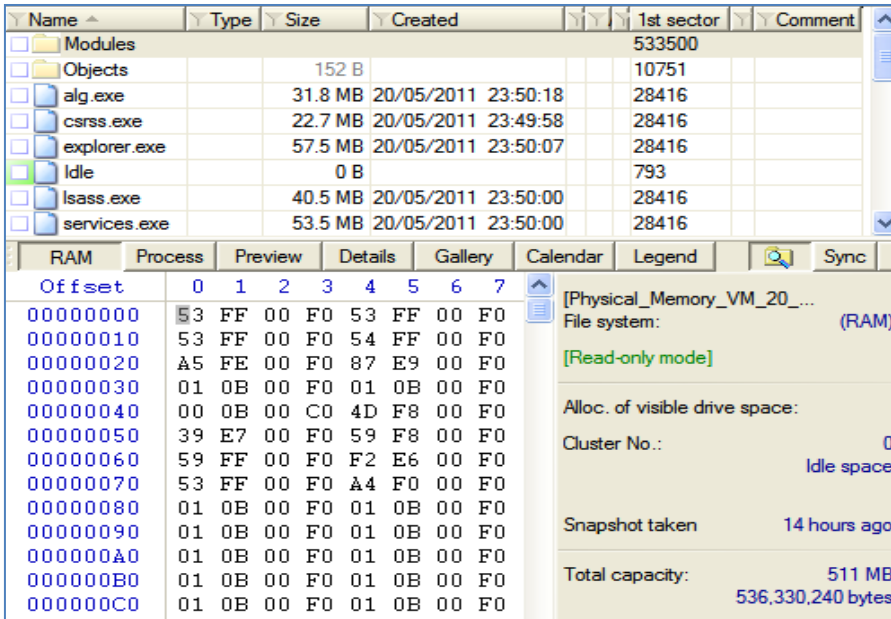 Name Type Size Created 1st sector Comment
Modules 533500
Objects 152 B 10751
alg.exe 31.8 MB 20/05/2011 23:50:18 28416
csrss.exe 22.7 MB 20/05/2011 23:49:58 28416
explorer.exe 57.5 MB 20/05/2011 23:50:07 28416
Idle 0 B 793
lsass.exe 40.5 MB 20/05/2011 23:50:00 28416
services.exe 53.5 MB 20/05/2011 23:50:00 28416
RAM Process Preview Details Gallery Calendar Legend Sync
Offset 0 1 2 3 4 5 6 7
00000000 53 FF 00 F0 53 FF 00 F0
00000010 53 FF 00 F0 54 FF 00 F0
00000020 A5 FE 00 F0 87 E9 00 F0
00000030 01 0B 00 F0 01 0B 00 F0
00000040 00 0B 00 C0 4D F8 00 F0
00000050 39 E7 00 F0 59 F8 00 F0
00000060 59 FF 00 F0 F2 E6 00 F0
00000070 53 FF 00 F0 A4 F0 00 F0
00000080 01 0B 00 F0 01 0B 00 F0
00000090 01 0B 00 F0 01 0B 00 F0
000000A0 01 0B 00 F0 01 0B 00 F0
000000B0 01 0B 00 F0 01 0B 00 F0
000000C0 01 0B 00 F0 01 0B 00 F0
[Physical_Memory_VM_20_...
File system: (RAM)
[Read-only mode]
Alloc. of visible drive space:
Cluster No.: 0
Idle space
Snapshot taken 14 hours ago
Total capacity: 511 MB
536,330,240 bytes